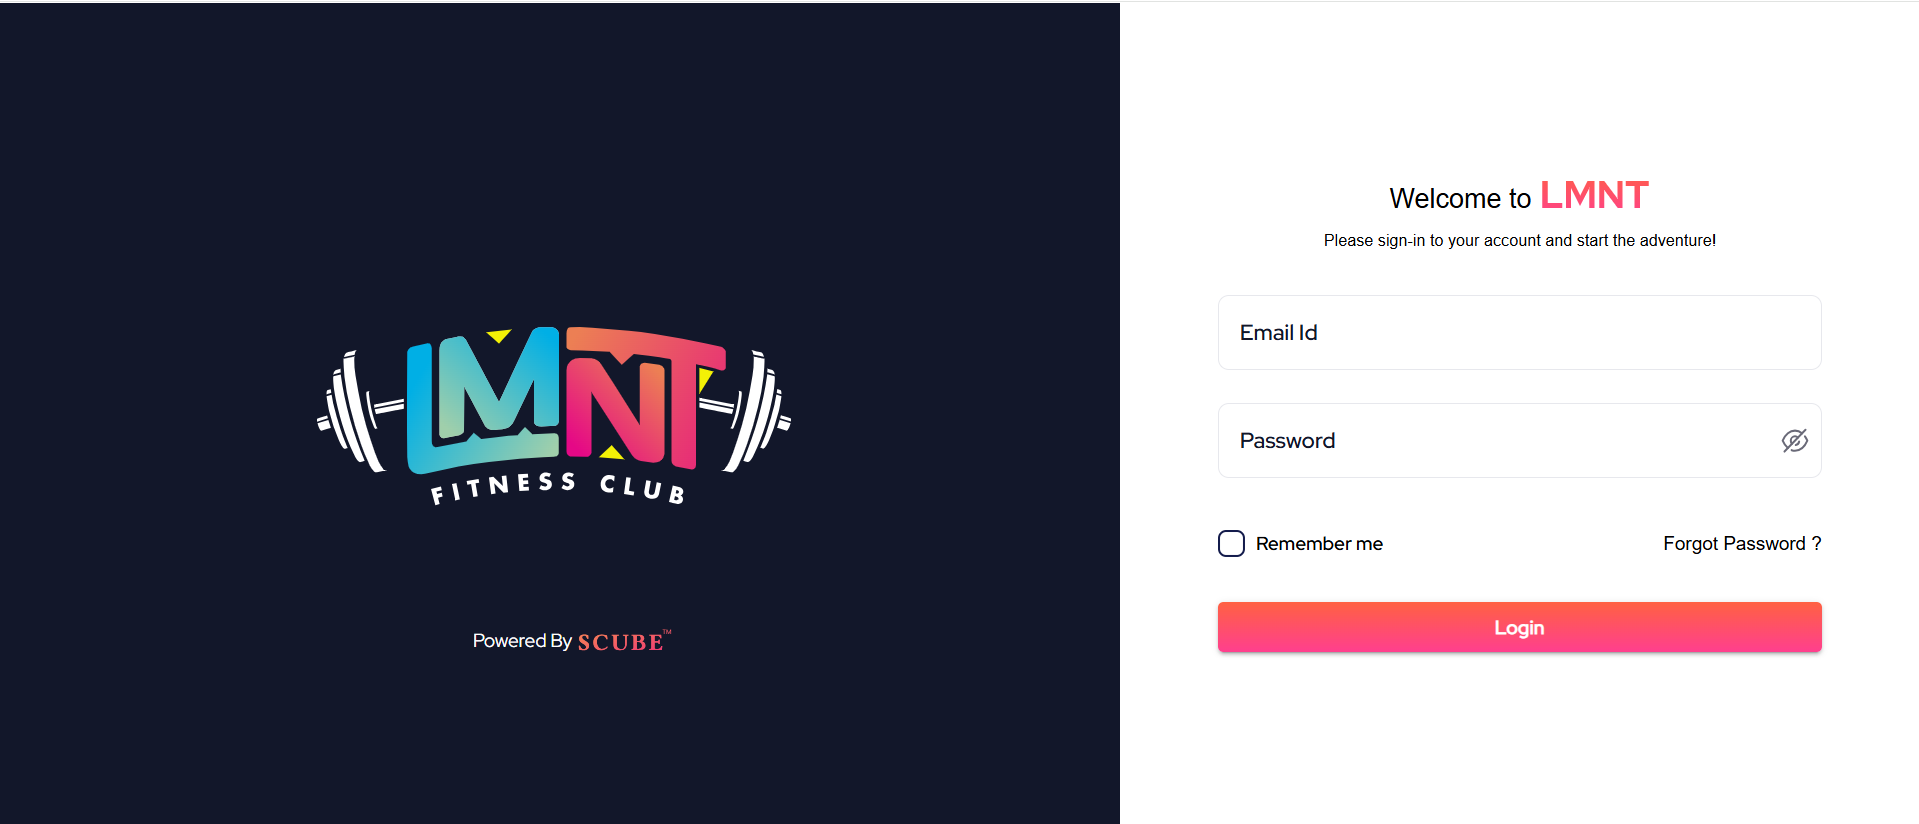 LMNT
FITNESS CLUB
Powered By SCUBE™
Welcome to LMNT
Please sign-in to your account and start the adventure!
Email Id
Password
Remember me
Forgot Password ?
Login